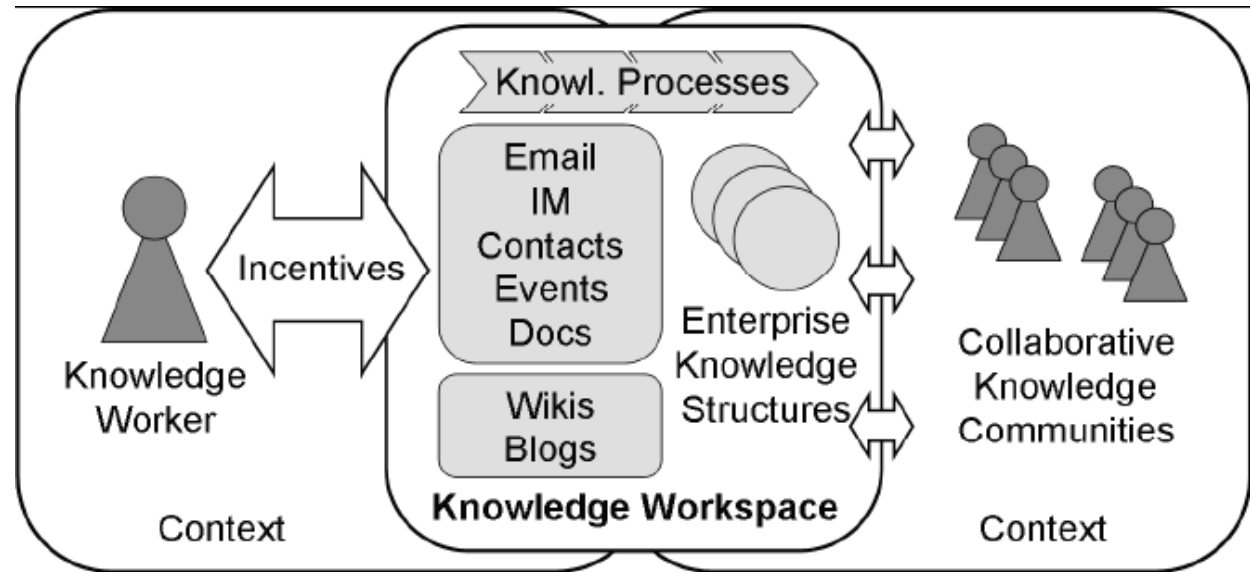 Knowl. Processes
Email
IM
Contacts
Events
Docs
Incentives
Knowledge
Worker
Wikis
Blogs
Enterprise
Knowledge
Structures
Knowledge Workspace
Collaborative
Knowledge
Communities
Context
Context